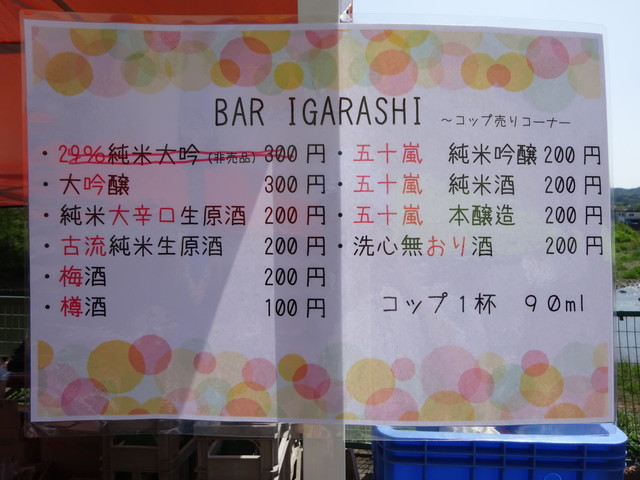 BAR IGARASHI ~コップ売りコーナー
・29%純米大吟(非売品) 300円
・大吟醸 300円
・純米大辛口生原酒 200円
・古流純米生原酒 200円
・梅酒 200円
・樽酒 100円
・五十嵐 純米吟醸 200円
・五十嵐 純米酒 200円
・五十嵐 本醸造 200円
・洗心無おり酒 200円
コップ1杯 90ml